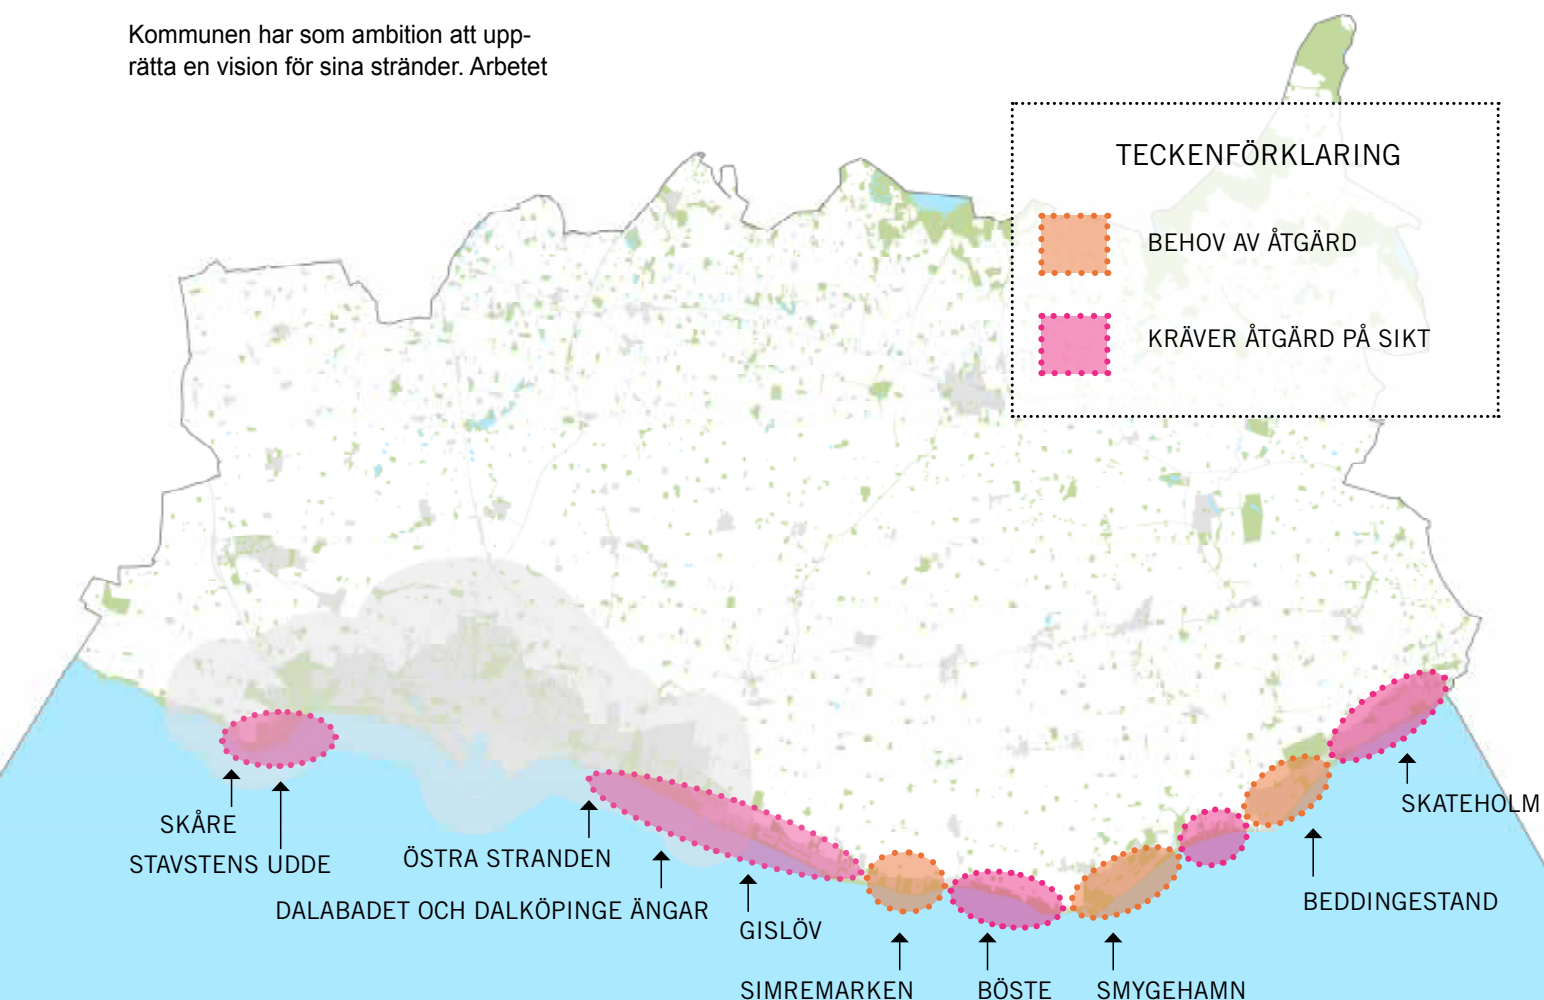 Kommunen har som ambition att upp-
rätta en vision för sina stränder. Arbetet
TECKENFÖRKLARING
BEHOV AV ÅTGÄRD
KRÄVER ÅTGÄRD PÅ SIKT
SKÅRE
STAVSTENS UDDE
ÖSTRA STRANDEN
DALABADET OCH DALKÖPINGE ÄNGAR
GISLÖV
SIMREMARKEN
BÖSTE
SMYGEHAMN
BEDDINGESTAND
SKATEHOLM